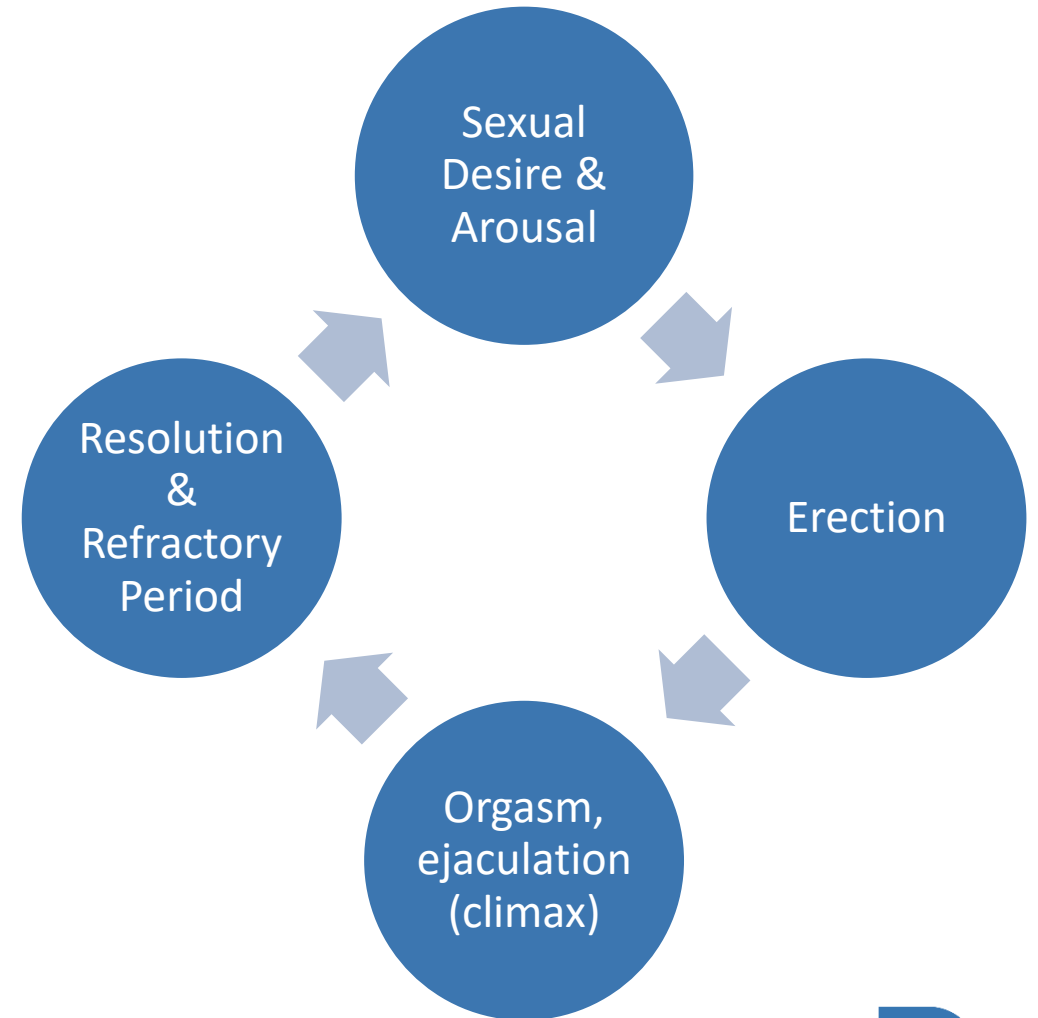 Sexual
Desire &
Arousal
Erection
Orgasm,
ejaculation
(climax)
Resolution
&
Refractory
Period